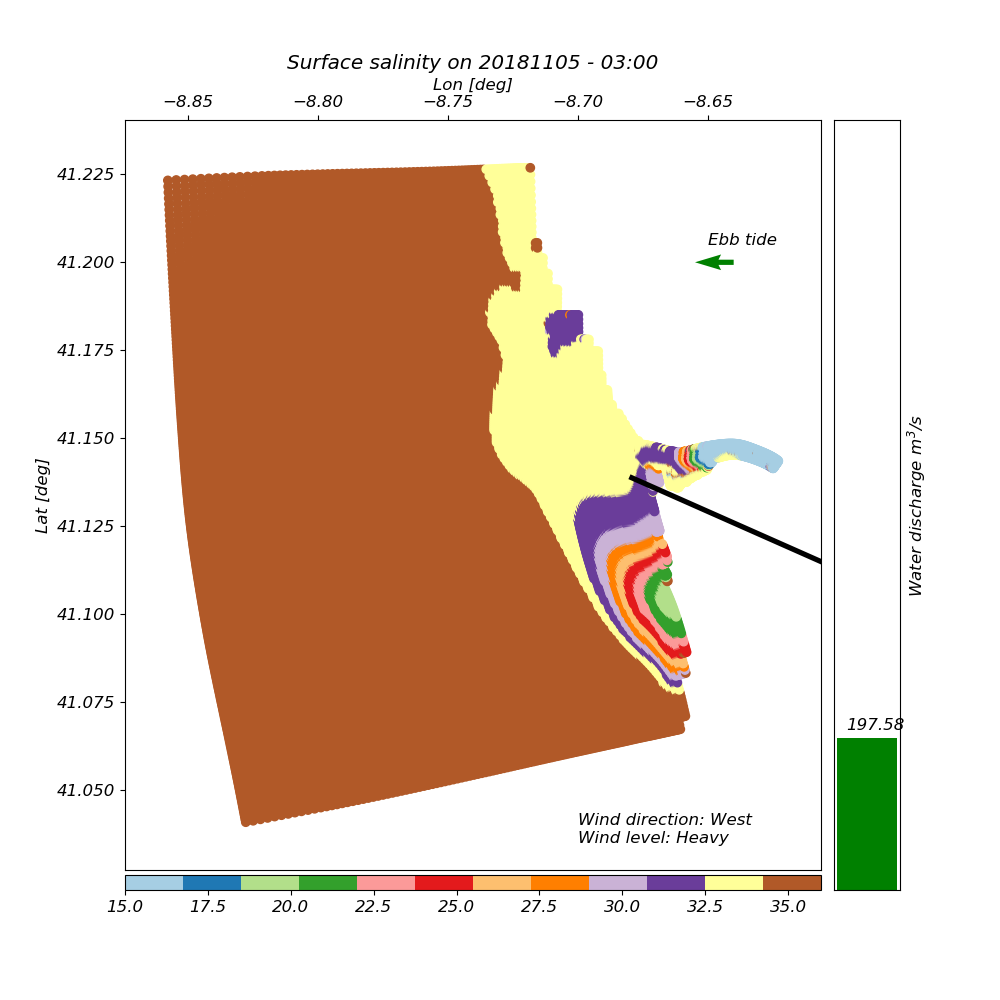 Surface salinity on 20181105 - 03:00
Lon [deg]
−8.85 −8.80 −8.75 −8.70 −8.65
41.225
41.200
41.175
41.150
41.125
41.100
41.075
41.050
Lat [deg]
Ebb tide
Wind direction: West
Wind level: Heavy
15.0 17.5 20.0 22.5 25.0 27.5 30.0 32.5 35.0
197.58
Water discharge m³/s